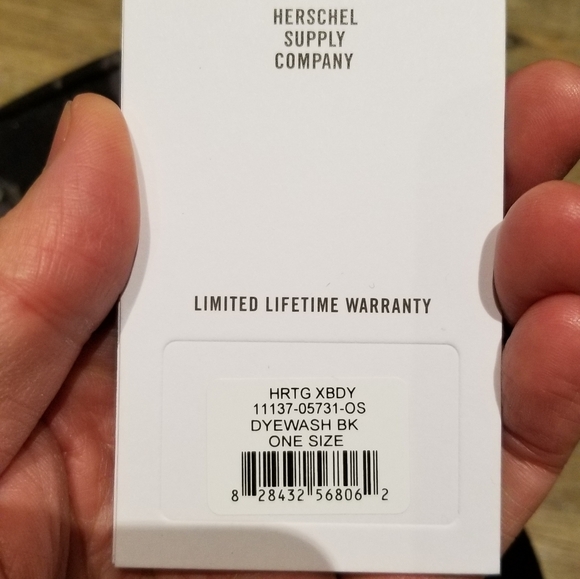 HERSCHEL
SUPPLY
COMPANY
LIMITED LIFETIME WARRANTY
HRTG XBDY
11137-05731-OS
DYEWASH BK
ONE SIZE
8 28432 56806 2